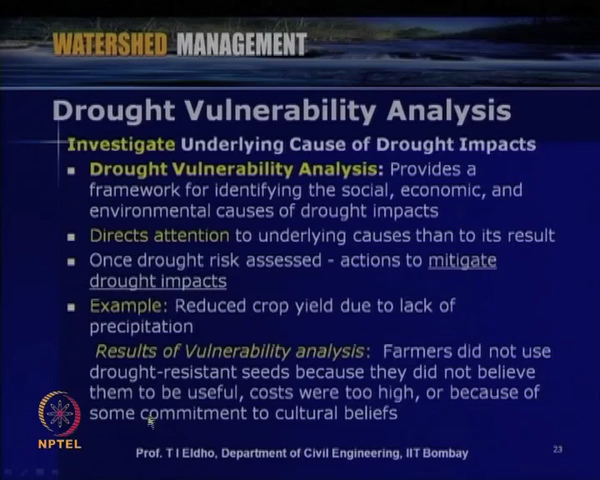 WATERSHED MANAGEMENT
Drought Vulnerability Analysis
Investigate Underlying Cause of Drought Impacts
Drought Vulnerability Analysis: Provides a
framework for identifying the social, economic, and
environmental causes of drought impacts
Directs attention to underlying causes than to its result
Once drought risk assessed - actions to mitigate
drought impacts
Example: Reduced crop yield due to lack of
precipitation
Results of Vulnerability analysis: Farmers did not use
drought-resistant seeds because they did not believe
them to be useful, costs were too high, or because of
some commitment to cultural beliefs
NPTEL
Prof. T I Eldho, Department of Civil Engineering, IIT Bombay
23